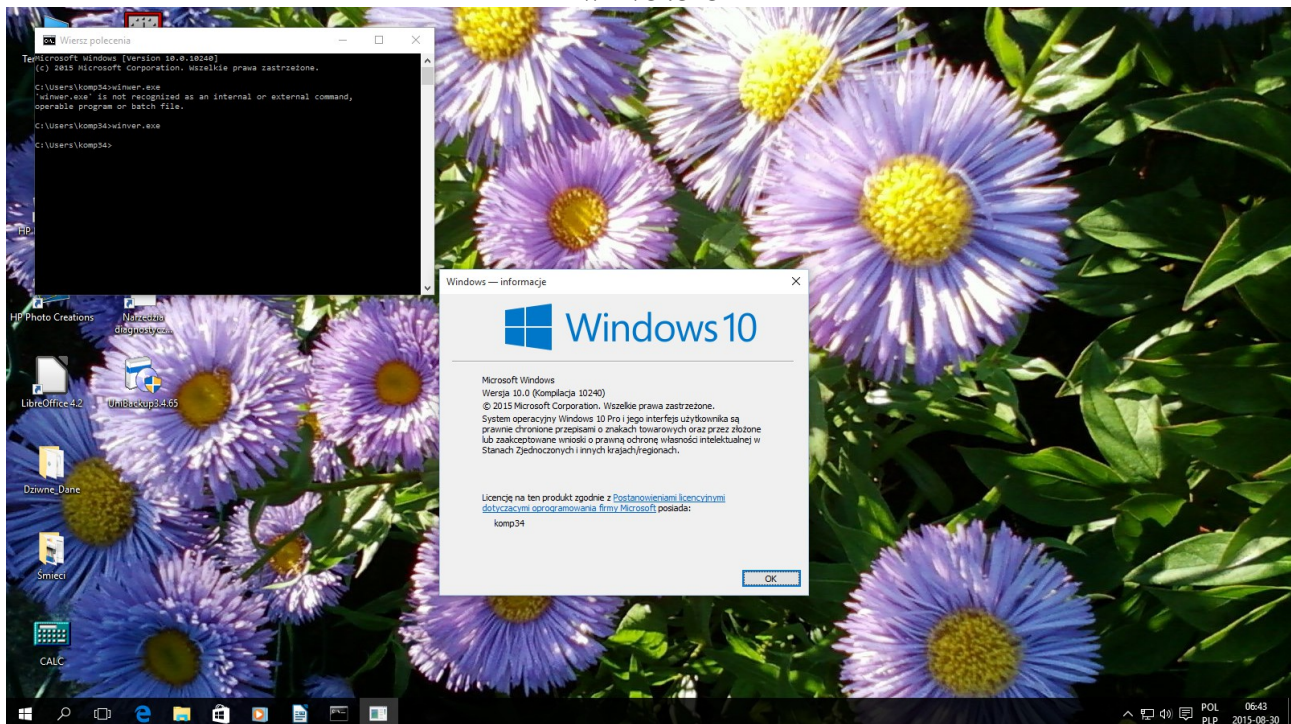 Wiersz polecenia
Microsoft Windows [Version 10.0.10240]
(c) 2015 Microsoft Corporation. Wszelkie prawa zastrzeżone.
C:\Users\komp34>winwer.exe
'winwer.exe' is not recognized as an internal or external command,
operable program or batch file.
C:\Users\komp34>winver.exe
C:\Users\komp34>
HP Photo Creations
Narzędzia
diagnostycz...
LibreOffice 4.2
UniBackup3.4.65
Dziwne_Dane
Śmieci
CALC
Windows — informacje
Windows 10
Microsoft Windows
Wersja 10.0 (Kompilacja 10240)
© 2015 Microsoft Corporation. Wszelkie prawa zastrzeżone.
System operacyjny Windows 10 Pro i jego interfejs użytkownika są
prawnie chronione przepisami o znakach towarowych oraz przez złożone
lub zaakceptowane wnioski o prawną ochronę własności intelektualnej w
Stanach Zjednoczonych i innych krajach/regionach.
Licencję na ten produkt zgodnie z Postanowieniami licencyjnymi
dotyczącymi oprogramowania firmy Microsoft posiada:
komp34
OK
POL
PLP
06:43
2015-08-30